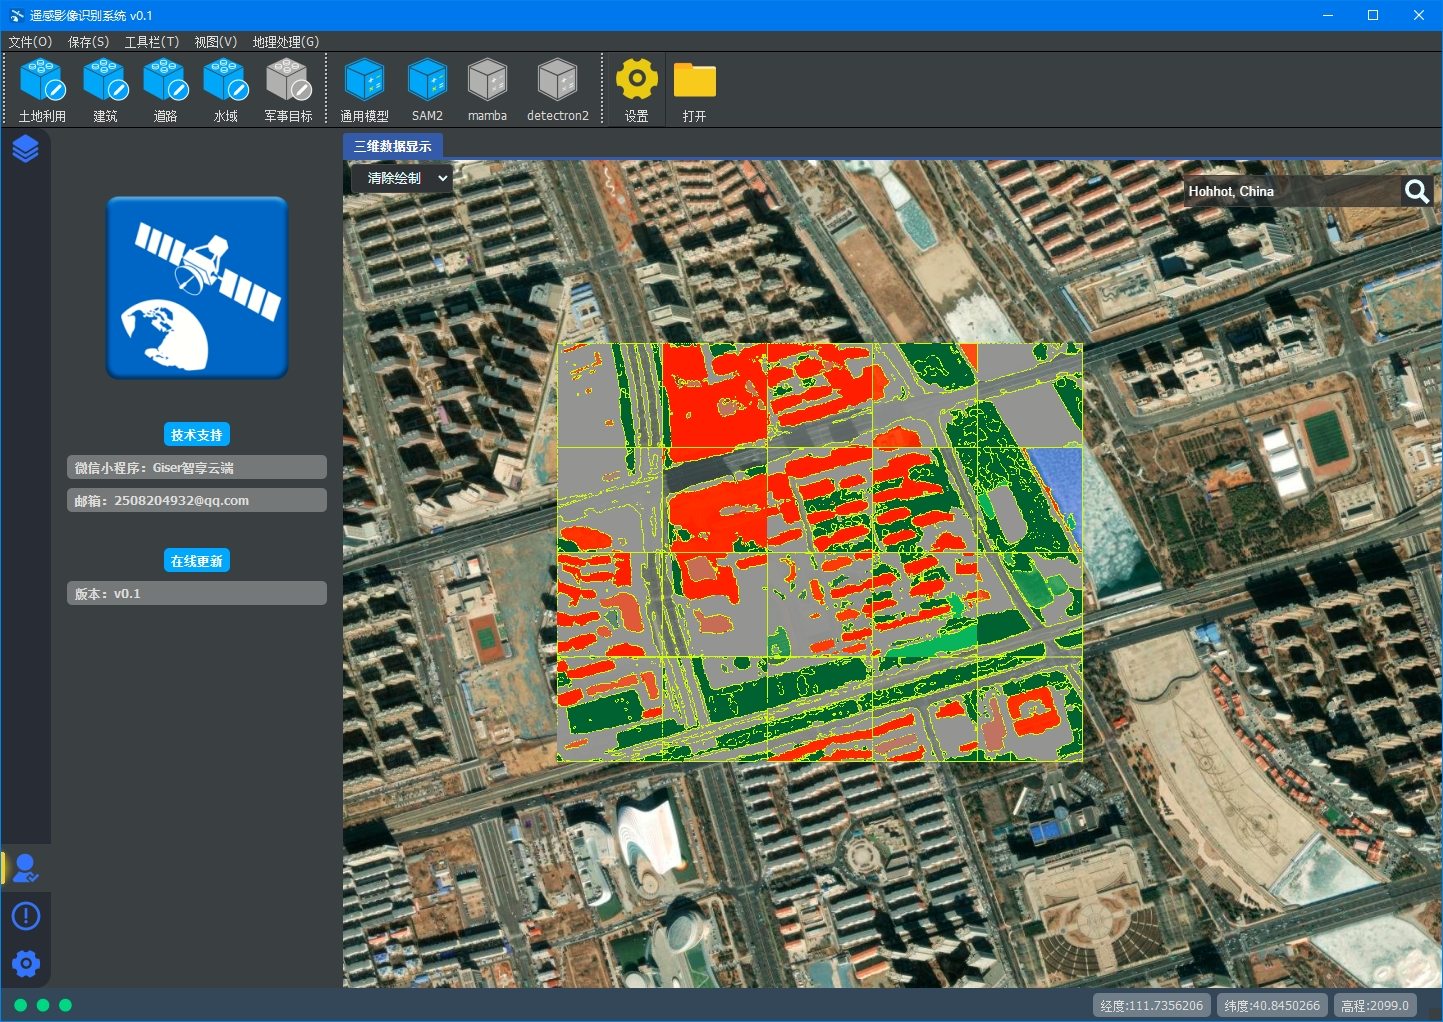 遥感影像识别系统 v0.1
文件(O) 保存(S) 工具栏(T) 视图(V) 地理处理(G)
土地利用 建筑 道路 水域 军事目标 通用模型 SAM2 mamba detectron2 设置 打开
三维数据显示
清除绘制
Hohhot, China
技术支持
微信小程序：Giser智享云端
邮箱：2508204932@qq.com
在线更新
版本：v0.1
经度:111.7356206 纬度:40.8450266 高程:2099.0